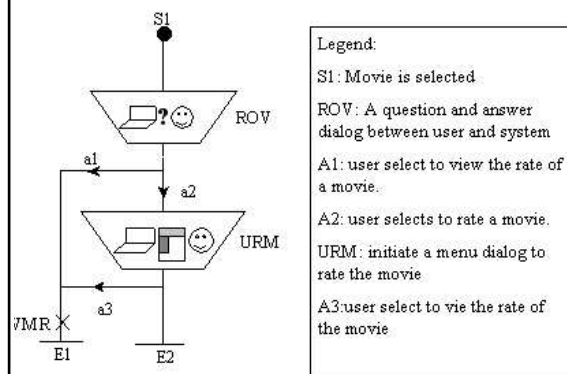 S1
?
ROV
a1
a2
URM
a3
VMR
E1
E2
Legend:
S1: Movie is selected
ROV: A question and answer
dialog between user and system
A1: user select to view the rate of
a movie.
A2: user selects to rate a movie.
URM: initiate a menu dialog to
rate the movie
A3:user select to vie the rate of
the movie